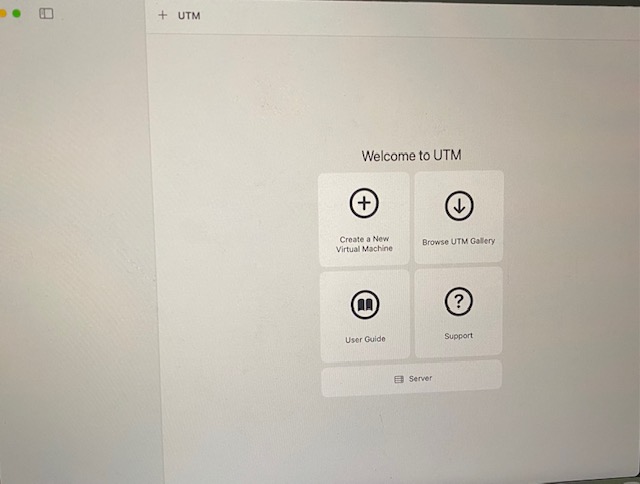 UTM
Welcome to UTM
Create a New
Virtual Machine
Browse UTM Gallery
User Guide
Support
Server